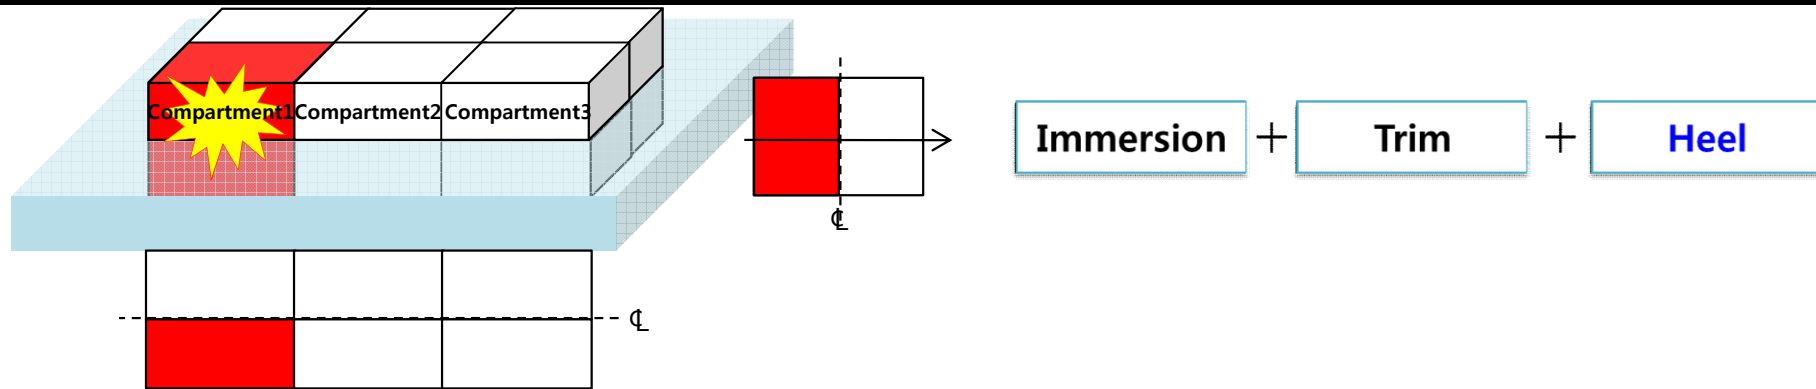 Compartment1 Compartment2 Compartment3
℄
℄
Immersion + Trim + Heel